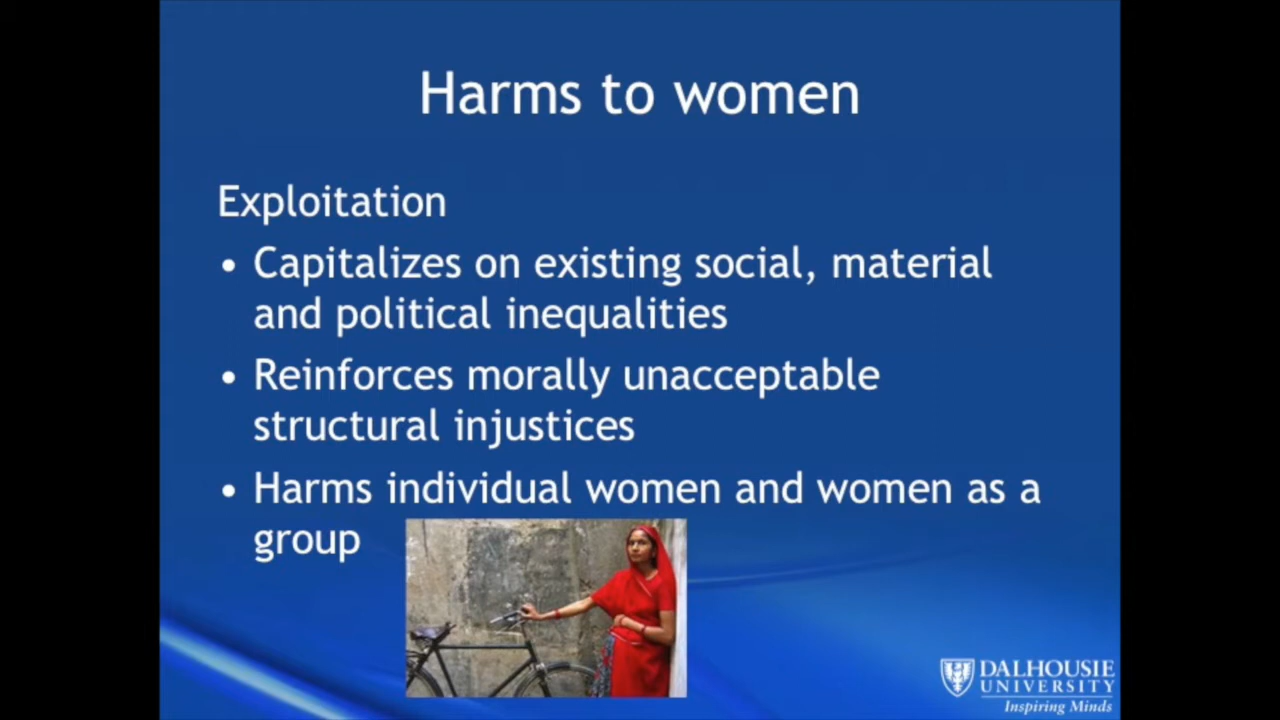 Harms to women
Exploitation
• Capitalizes on existing social, material
and political inequalities
• Reinforces morally unacceptable
structural injustices
• Harms individual women and women as a
group
DALHOUSIE
UNIVERSITY
Inspiring Minds